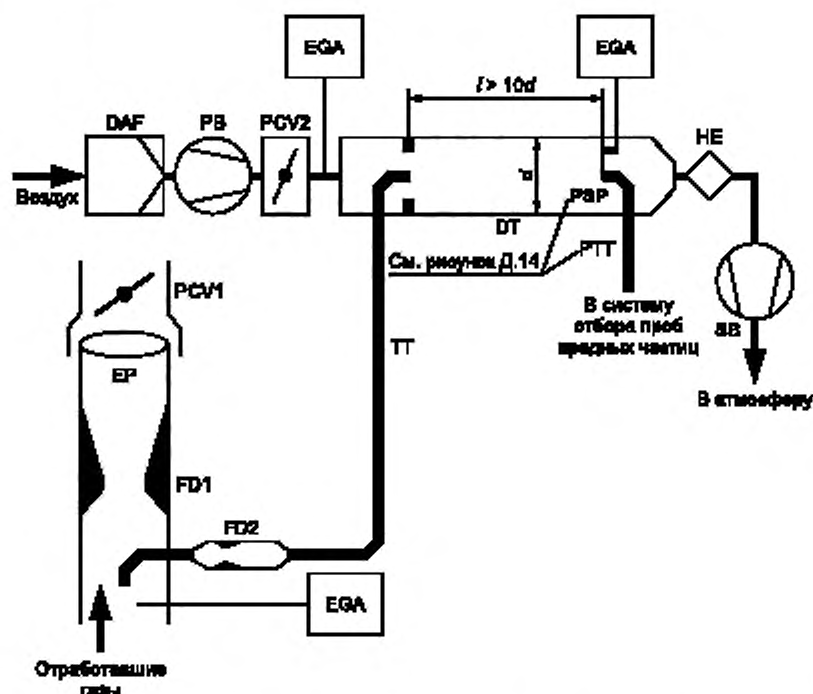 EGA
EGA
l > 10d
DAF
PB
PCV2
HE
Воздух
d
PSP
DT
См. рисунок Д.14
PTT
PCV1
В систему
отбора проб
вредных частиц
SB
EP
TT
В атмосферу
FD1
FD2
EGA
Отработавшие
газы